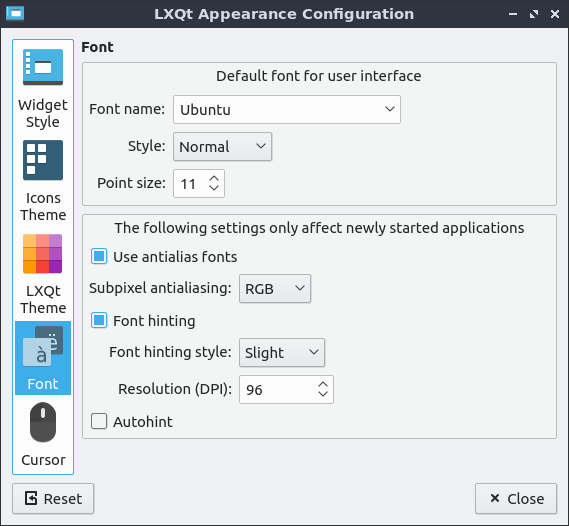 LXQt Appearance Configuration
Widget
Style
Icons
Theme
LXQt
Theme
à ë
Font
Cursor
Font
Default font for user interface
Font name: Ubuntu
Style: Normal
Point size: 11
The following settings only affect newly started applications
Use antialias fonts
Subpixel antialiasing: RGB
Font hinting
Font hinting style: Slight
Resolution (DPI): 96
Autohint
Reset
Close